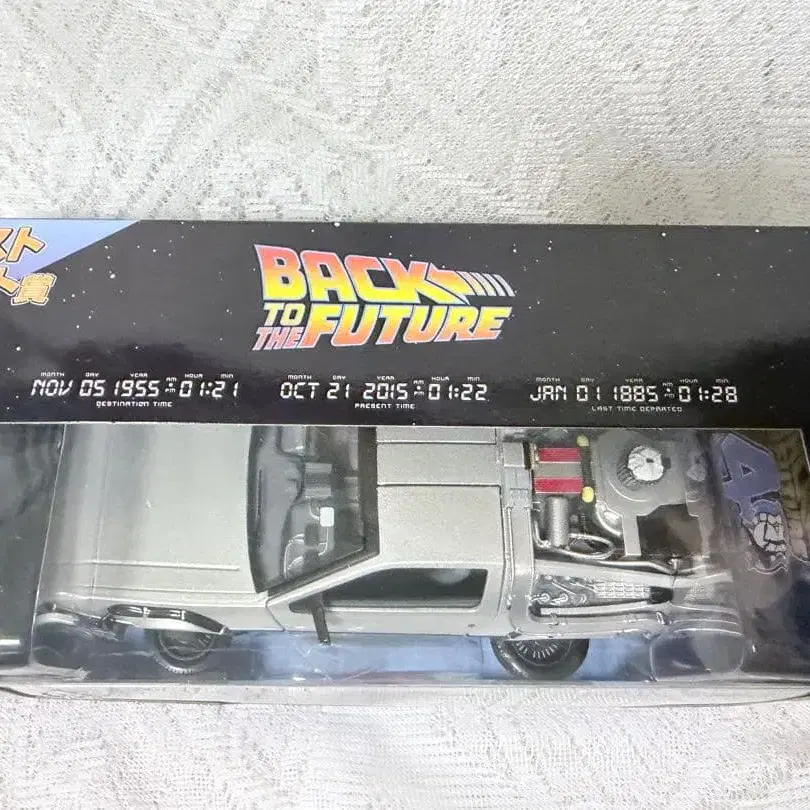 スト
ト賞
BACK
TO THE FUTURE
MONTH DAY YEAR HOUR MIN
NOV 05 1955 AM PM 01:21
DESTINATION TIME
MONTH DAY YEAR HOUR MIN
OCT 21 2015 AM PM 01:22
PRESENT TIME
MONTH DAY YEAR HOUR MIN
JAN 01 1885 AM PM 01:28
LAST TIME DEPARTED
4